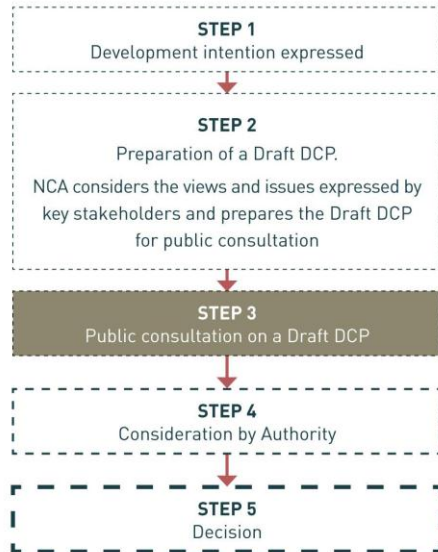 STEP 1
Development intention expressed
STEP 2
Preparation of a Draft DCP.
NCA considers the views and issues expressed by
key stakeholders and prepares the Draft DCP
for public consultation
STEP 3
Public consultation on a Draft DCP
STEP 4
Consideration by Authority
STEP 5
Decision